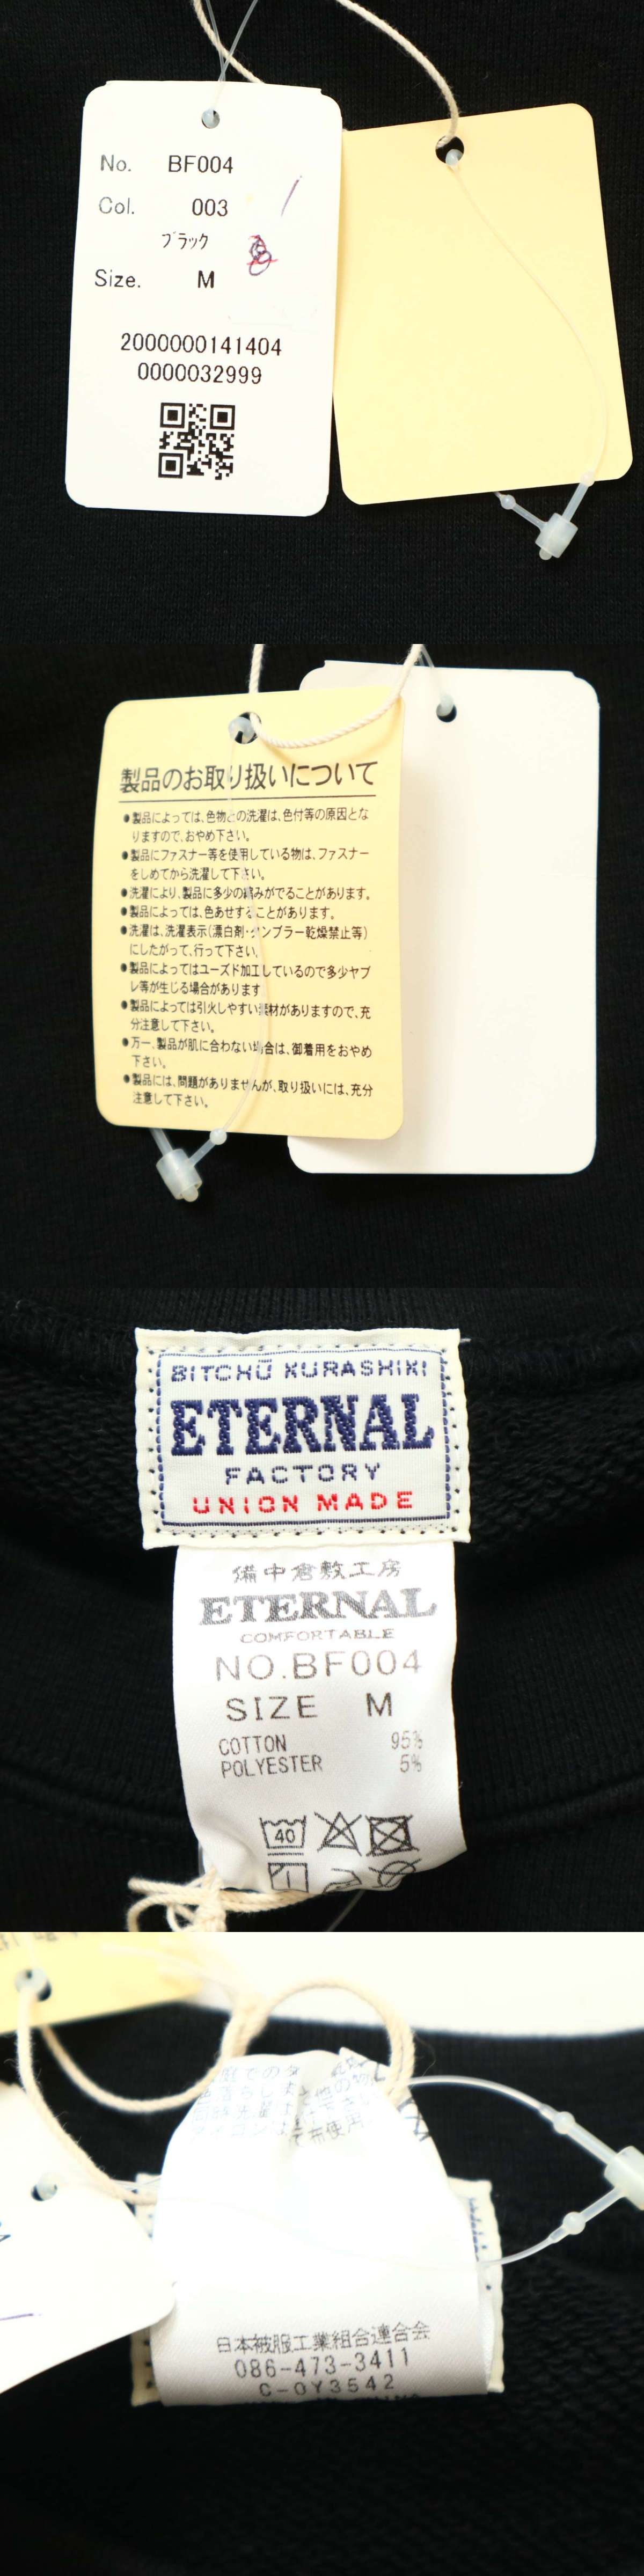 No. BF004
Col. 003
ブラック
Size. M
2000000141404
0000032999
製品のお取り扱いについて
●製品によっては、色物との洗濯は、色付等の原因とな
りますので、おやめ下さい。
●製品にファスナー等を使用している物は、ファスナー
をしめてから洗濯して下さい。
●洗濯により、製品に多少の縮みがでることがあります。
●製品によっては、色あせすることがあります。
●洗濯は、洗濯表示(漂白剤・タンブラー乾燥禁止等)
にしたがって、行って下さい。
●製品によってはユーズド加工しているので多少ヤブ
レ等が生じる場合があります
●製品によっては引火しやすい素材がありますので、充
分注意して下さい。
●万一、製品が肌に合わない場合は、御着用をおやめ
下さい。
●製品には、問題がありませんが、取り扱いには、充分
注意して下さい。
BITCHŪ KURASHIKI
ETERNAL
FACTORY
UNION MADE
備中倉敷工房
ETERNAL
COMFORTABLE
NO.BF004
SIZE M
COTTON 95%
POLYESTER 5%
40
日本被服工業組合連合会
086-473-3411
C-0Y3542